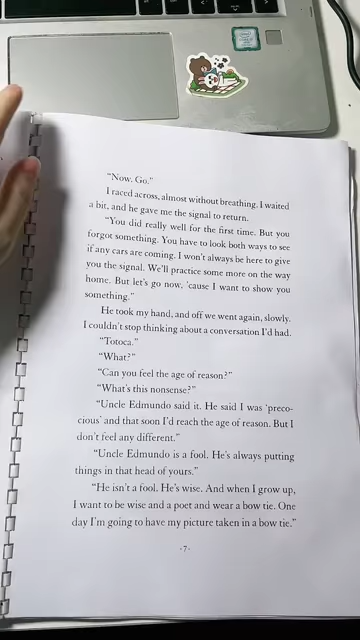 "Now. Go."
I raced across, almost without breathing. I waited
a bit, and he gave me the signal to return.
"You did really well for the first time. But you
forgot something. You have to look both ways to see
if any cars are coming. I won't always be here to give
you the signal. We'll practice some more on the way
home. But let's go now, 'cause I want to show you
something."
He took my hand, and off we went again, slowly.
I couldn't stop thinking about a conversation I'd had.
"Totoca."
"What?"
"Can you feel the age of reason?"
"What's this nonsense?"
"Uncle Edmundo said it. He said I was 'preco-
cious' and that soon I'd reach the age of reason. But I
don't feel any different."
"Uncle Edmundo is a fool. He's always putting
things in that head of yours."
"He isn't a fool. He's wise. And when I grow up,
I want to be wise and a poet and wear a bow tie. One
day I'm going to have my picture taken in a bow tie."
-7-